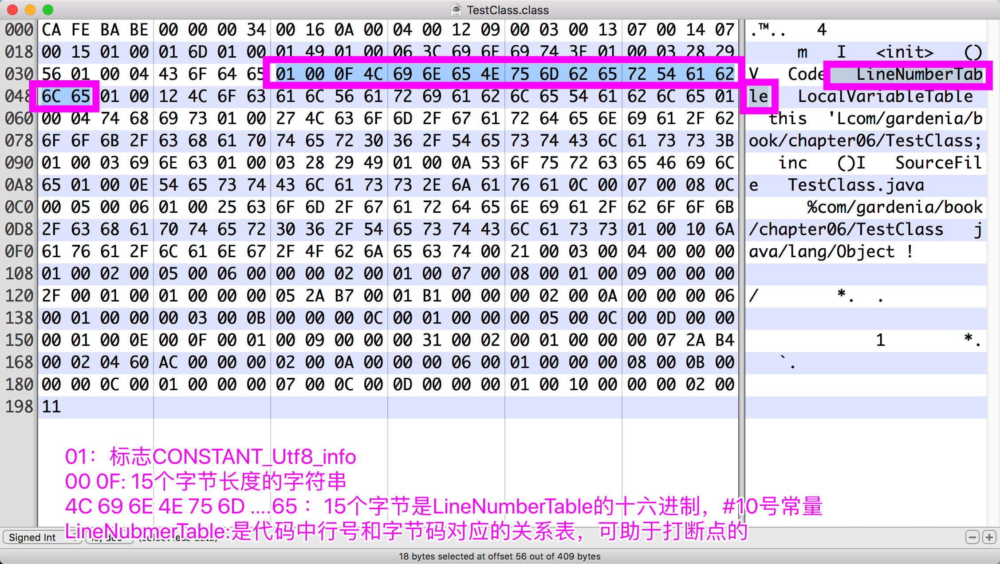 TestClass.class
000 CA FE BA BE 00 00 00 34 00 16 0A 00 04 00 12 09 00 03 00 13 07 00 14 07 .™.. 4
018 00 15 01 00 01 6D 01 00 01 49 01 00 06 3C 69 6E 69 74 3E 01 00 03 28 29 m I <init> ()
030 56 01 00 04 43 6F 64 65 01 00 0F 4C 69 6E 65 4E 75 6D 62 65 72 54 61 62 V Code LineNumberTab
048 6C 65 01 00 12 4C 6F 63 61 6C 56 61 72 69 61 62 6C 65 54 61 62 6C 65 01 le LocalVariableTable
060 00 04 74 68 69 73 01 00 27 4C 63 6F 6D 2F 67 61 72 64 65 6E 69 61 2F 62 this 'Lcom/gardenia/b
078 6F 6F 6B 2F 63 68 61 70 74 65 72 30 36 2F 54 65 73 74 43 6C 61 73 73 3B ook/chapter06/TestClass;
090 01 00 03 69 6E 63 01 00 03 28 29 49 01 00 0A 53 6F 75 72 63 65 46 69 6C inc ()I SourceFil
0A8 65 01 00 0E 54 65 73 74 43 6C 61 73 73 2E 6A 61 76 61 0C 00 07 00 08 0C e TestClass.java
0C0 00 05 00 06 01 00 25 63 6F 6D 2F 67 61 72 64 65 6E 69 61 2F 62 6F 6F 6B %com/gardenia/book
0D8 2F 63 68 61 70 74 65 72 30 36 2F 54 65 73 74 43 6C 61 73 73 01 00 10 6A /chapter06/TestClass j
0F0 61 76 61 2F 6C 61 6E 67 2F 4F 62 6A 65 63 74 00 21 00 03 00 04 00 00 00 ava/lang/Object !
108 01 00 02 00 05 00 06 00 00 00 02 00 01 00 07 00 08 00 01 00 09 00 00 00
120 2F 00 01 00 01 00 00 00 05 2A B7 00 01 B1 00 00 00 02 00 0A 00 00 00 06 / *. .
138 00 01 00 00 00 03 00 0B 00 00 00 0C 00 01 00 00 00 05 00 0C 00 0D 00 00
150 00 01 00 0E 00 0F 00 01 00 09 00 00 00 31 00 02 00 01 00 00 00 07 2A B4 1 *.
168 00 02 04 60 AC 00 00 00 02 00 0A 00 00 00 06 00 01 00 00 00 08 00 0B 00 `.
180 00 00 0C 00 01 00 00 00 07 00 0C 00 0D 00 00 00 01 00 10 00 00 00 02 00
198 11
01：标志CONSTANT_Utf8_info
00 0F: 15个字节长度的字符串
4C 69 6E 4E 75 6D ....65 ：15个字节是LineNumberTable的十六进制，#10号常量
LineNubmerTable:是代码中行号和字节码对应的关系表，可助于打断点的
Signed Int
18 bytes selected at offset 56 out of 409 bytes